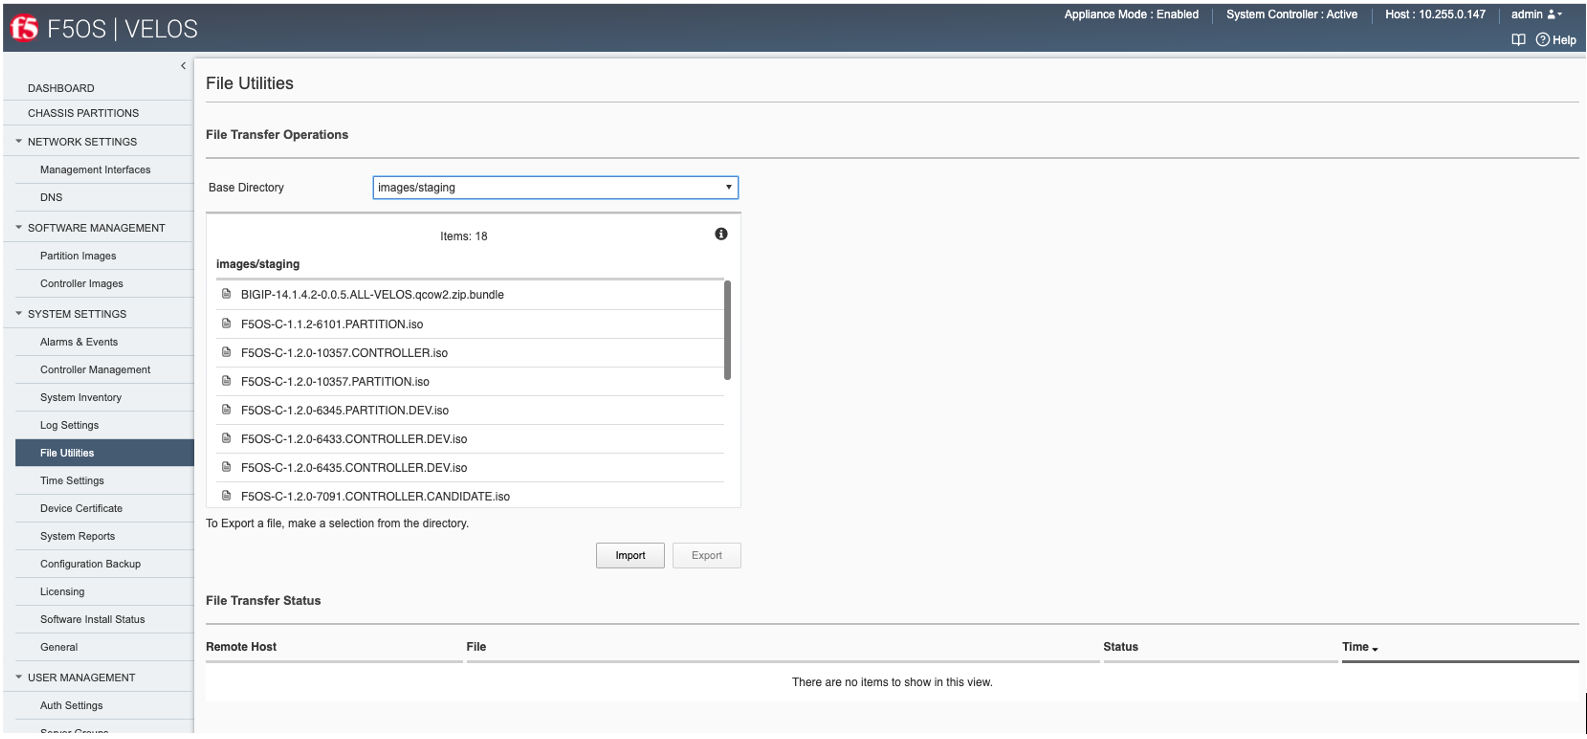 Appliance Mode : Enabled System Controller : Active Host : 10.255.0.147 admin
f5 F5OS | VELOS
Help
DASHBOARD
CHASSIS PARTITIONS
NETWORK SETTINGS
Management Interfaces
DNS
SOFTWARE MANAGEMENT
Partition Images
Controller Images
SYSTEM SETTINGS
Alarms & Events
Controller Management
System Inventory
Log Settings
File Utilities
Time Settings
Device Certificate
System Reports
Configuration Backup
Licensing
Software Install Status
General
USER MANAGEMENT
Auth Settings
Server Groups
File Utilities
File Transfer Operations
Base Directory images/staging
Items: 18
images/staging
BIGIP-14.1.4.2-0.0.5.ALL-VELOS.qcow2.zip.bundle
F5OS-C-1.1.2-6101.PARTITION.iso
F5OS-C-1.2.0-10357.CONTROLLER.iso
F5OS-C-1.2.0-10357.PARTITION.iso
F5OS-C-1.2.0-6345.PARTITION.DEV.iso
F5OS-C-1.2.0-6433.CONTROLLER.DEV.iso
F5OS-C-1.2.0-6435.CONTROLLER.DEV.iso
F5OS-C-1.2.0-7091.CONTROLLER.CANDIDATE.iso
To Export a file, make a selection from the directory.
Import Export
File Transfer Status
Remote Host File Status Time
There are no items to show in this view.